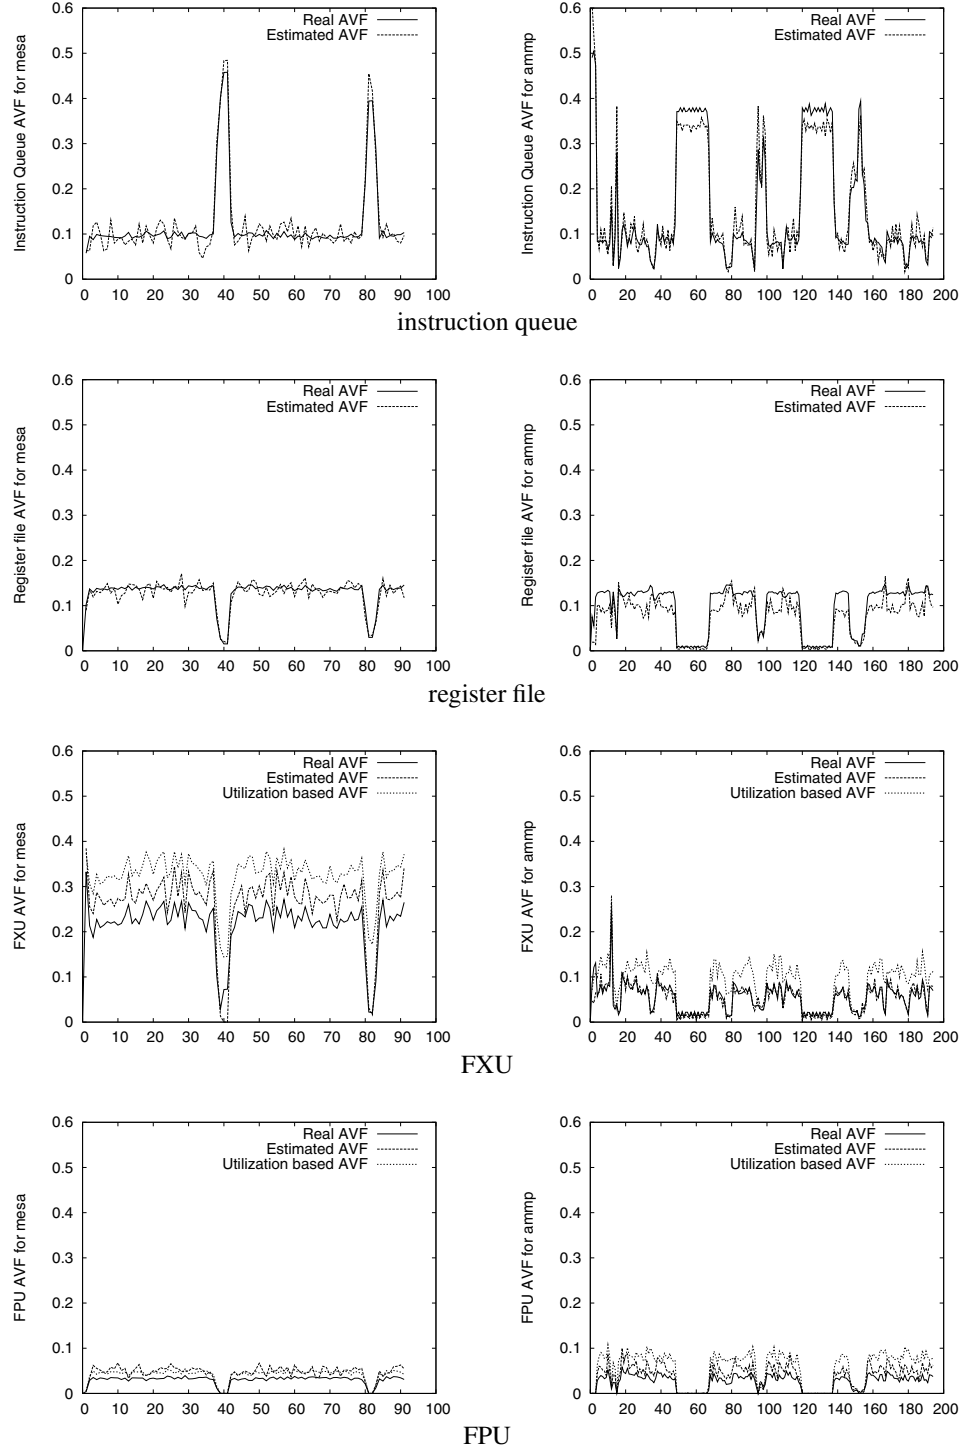 Instruction Queue AVF for mesa
0.6
0.5
0.4
0.3
0.2
0.1
0
Real AVF
Estimated AVF
0 10 20 30 40 50 60 70 80 90 100
Instruction Queue AVF for ammp
0.6
0.5
0.4
0.3
0.2
0.1
0
Real AVF
Estimated AVF
0 20 40 60 80 100 120 140 160 180 200
instruction queue
Register file AVF for mesa
0.6
0.5
0.4
0.3
0.2
0.1
0
Real AVF
Estimated AVF
0 10 20 30 40 50 60 70 80 90 100
Register file AVF for ammp
0.6
0.5
0.4
0.3
0.2
0.1
0
Real AVF
Estimated AVF
0 20 40 60 80 100 120 140 160 180 200
register file
FXU AVF for mesa
0.6
0.5
0.4
0.3
0.2
0.1
0
Real AVF
Estimated AVF
Utilization based AVF
0 10 20 30 40 50 60 70 80 90 100
FXU AVF for ammp
0.6
0.5
0.4
0.3
0.2
0.1
0
Real AVF
Estimated AVF
Utilization based AVF
0 20 40 60 80 100 120 140 160 180 200
FXU
FPU AVF for mesa
0.6
0.5
0.4
0.3
0.2
0.1
0
Real AVF
Estimated AVF
Utilization based AVF
0 10 20 30 40 50 60 70 80 90 100
FPU AVF for ammp
0.6
0.5
0.4
0.3
0.2
0.1
0
Real AVF
Estimated AVF
Utilization based AVF
0 20 40 60 80 100 120 140 160 180 200
FPU